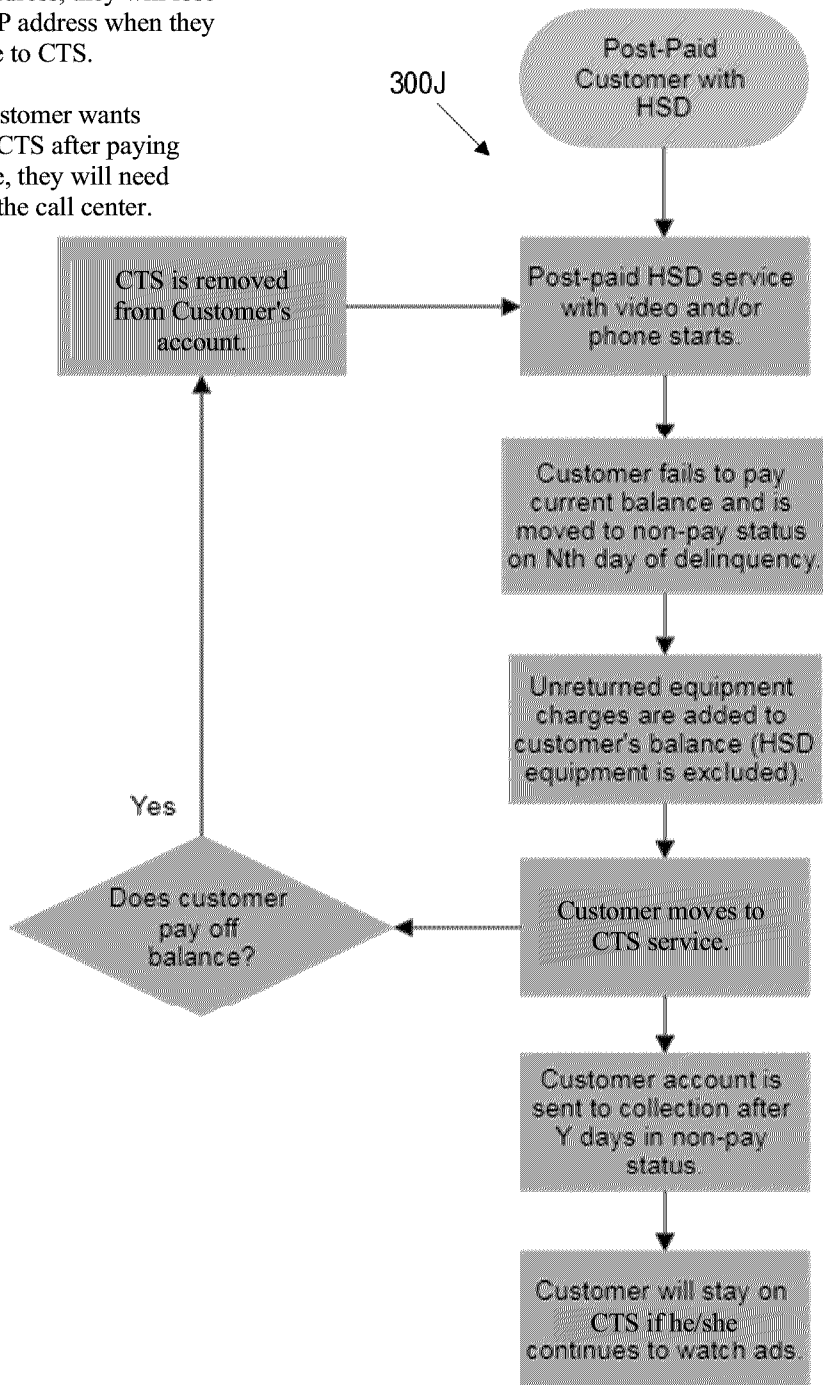 P address when they
e to CTS.
stomer wants
CTS after paying
e, they will need
the call center.
300J
Post-Paid
Customer with
HSD
CTS is removed
from Customer's
account.
Post-paid HSD service
with video and/or
phone starts.
Customer fails to pay
current balance and is
moved to non-pay status
on Nth day of delinquency.
Unreturned equipment
charges are added to
customer's balance (HSD
equipment is excluded).
Yes
Does customer
pay off
balance?
Customer moves to
CTS service.
Customer account is
sent to collection after
Y days in non-pay
status.
Customer will stay on
CTS if he/she
continues to watch ads.